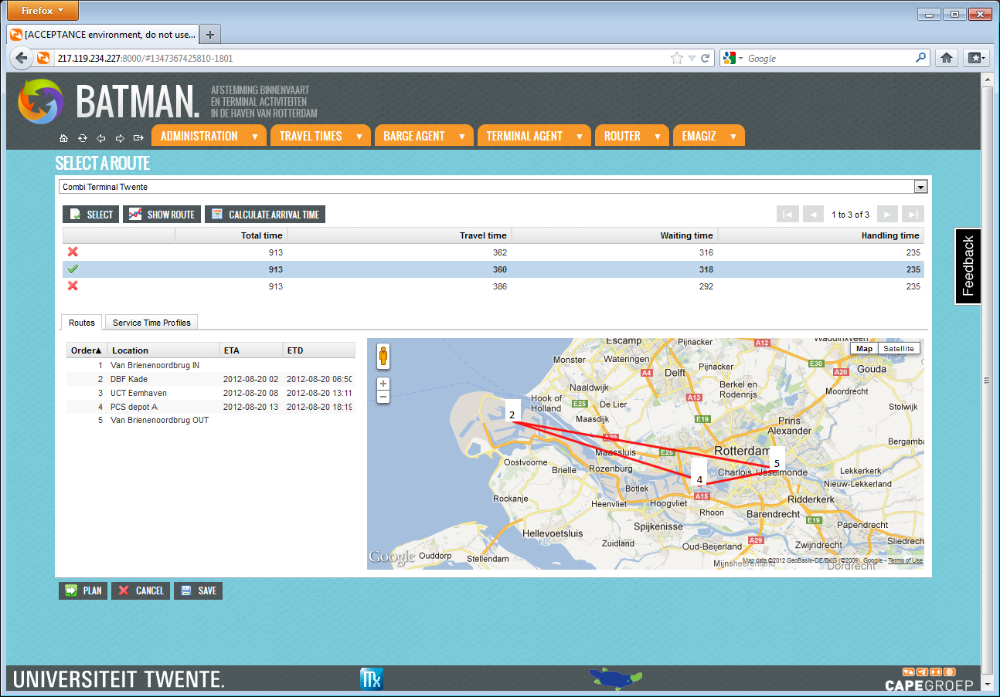 Firefox
[ACCEPTANCE environment, do not use...
217.119.234.227:8000/#1347367425810-1801
Google
BATMAN.
AFSTEMMING BINNENVAART
EN TERMINAL ACTIVITEITEN
IN DE HAVEN VAN ROTTERDAM
ADMINISTRATION TRAVEL TIMES BARGE AGENT TERMINAL AGENT ROUTER EMAGIZ
SELECT A ROUTE
Combi Terminal Twente
SELECT SHOW ROUTE CALCULATE ARRIVAL TIME 1 to 3 of 3
Total time Travel time Waiting time Handling time
913 362 316 235
913 360 318 235
913 386 292 235
Feedback
Routes Service Time Profiles
Order Location ETA ETD
1 Van Brienenoordbrug IN
2 DBF Kade 2012-08-20 02 2012-08-20 06:50
3 UCT Eemhaven 2012-08-20 08 2012-08-20 13:11
4 PCS depot A 2012-08-20 13 2012-08-20 18:19
5 Van Brienenoordbrug OUT
Map Satellite
Escamp
Pijnacker
A12
Waddinxveen
Monster
Wateringen
E30
A4
Delft
Pijnacker
A20
Gouda
Naaldwijk
Berkel en
Rodenrijs
Moordrecht
Hook of
Holland
E25
De Lier
A13
Stolwijk
2
Maasdijk
E19
Prins
Alexander
A20
Bergamba
Maassluis
E25
Rotterdam
Oostvoorne
Brielle
Rozenburg
5
Charlois
IJsselmonde
Lekkerkerk
4
Nieuw-Lekkerland
Botlek
A15
Rockanje
Heenvliet
Hoogvliet
Ridderkerk
Rhoon
Barendrecht
E19
Papendrecht
Spijkenisse
Hellevoetsluis
Zuidland
A29
Zwijndrecht
Sliedrech
Oud-Beijerland
Google
Ouddorp
Stellendam
Mijnsheerenland
Dordrecht
Map data ©2012 GeoBasis-DE/BKG (©2009), Google - Terms of Use
PLAN CANCEL SAVE
UNIVERSITEIT TWENTE.
Mx
CAPEGROEP